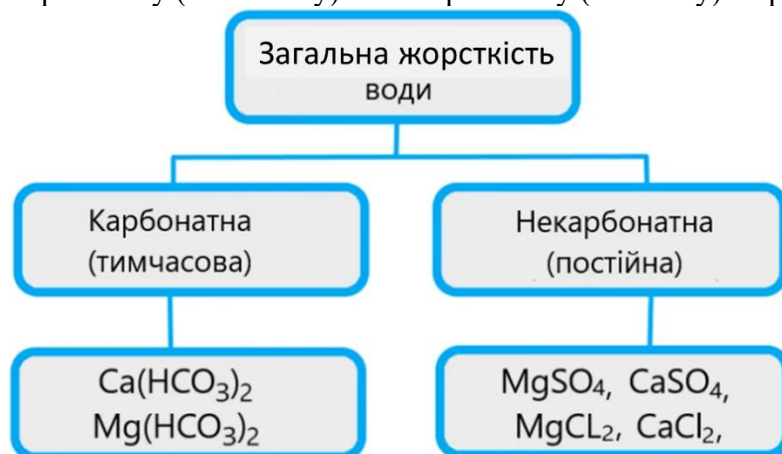 Загальна жорсткість
води
Карбонатна
(тимчасова)
Некарбонатна
(постійна)
Ca(HCO₃)₂
Mg(HCO₃)₂
MgSO₄, CaSO₄,
MgCL₂, CaCl₂,